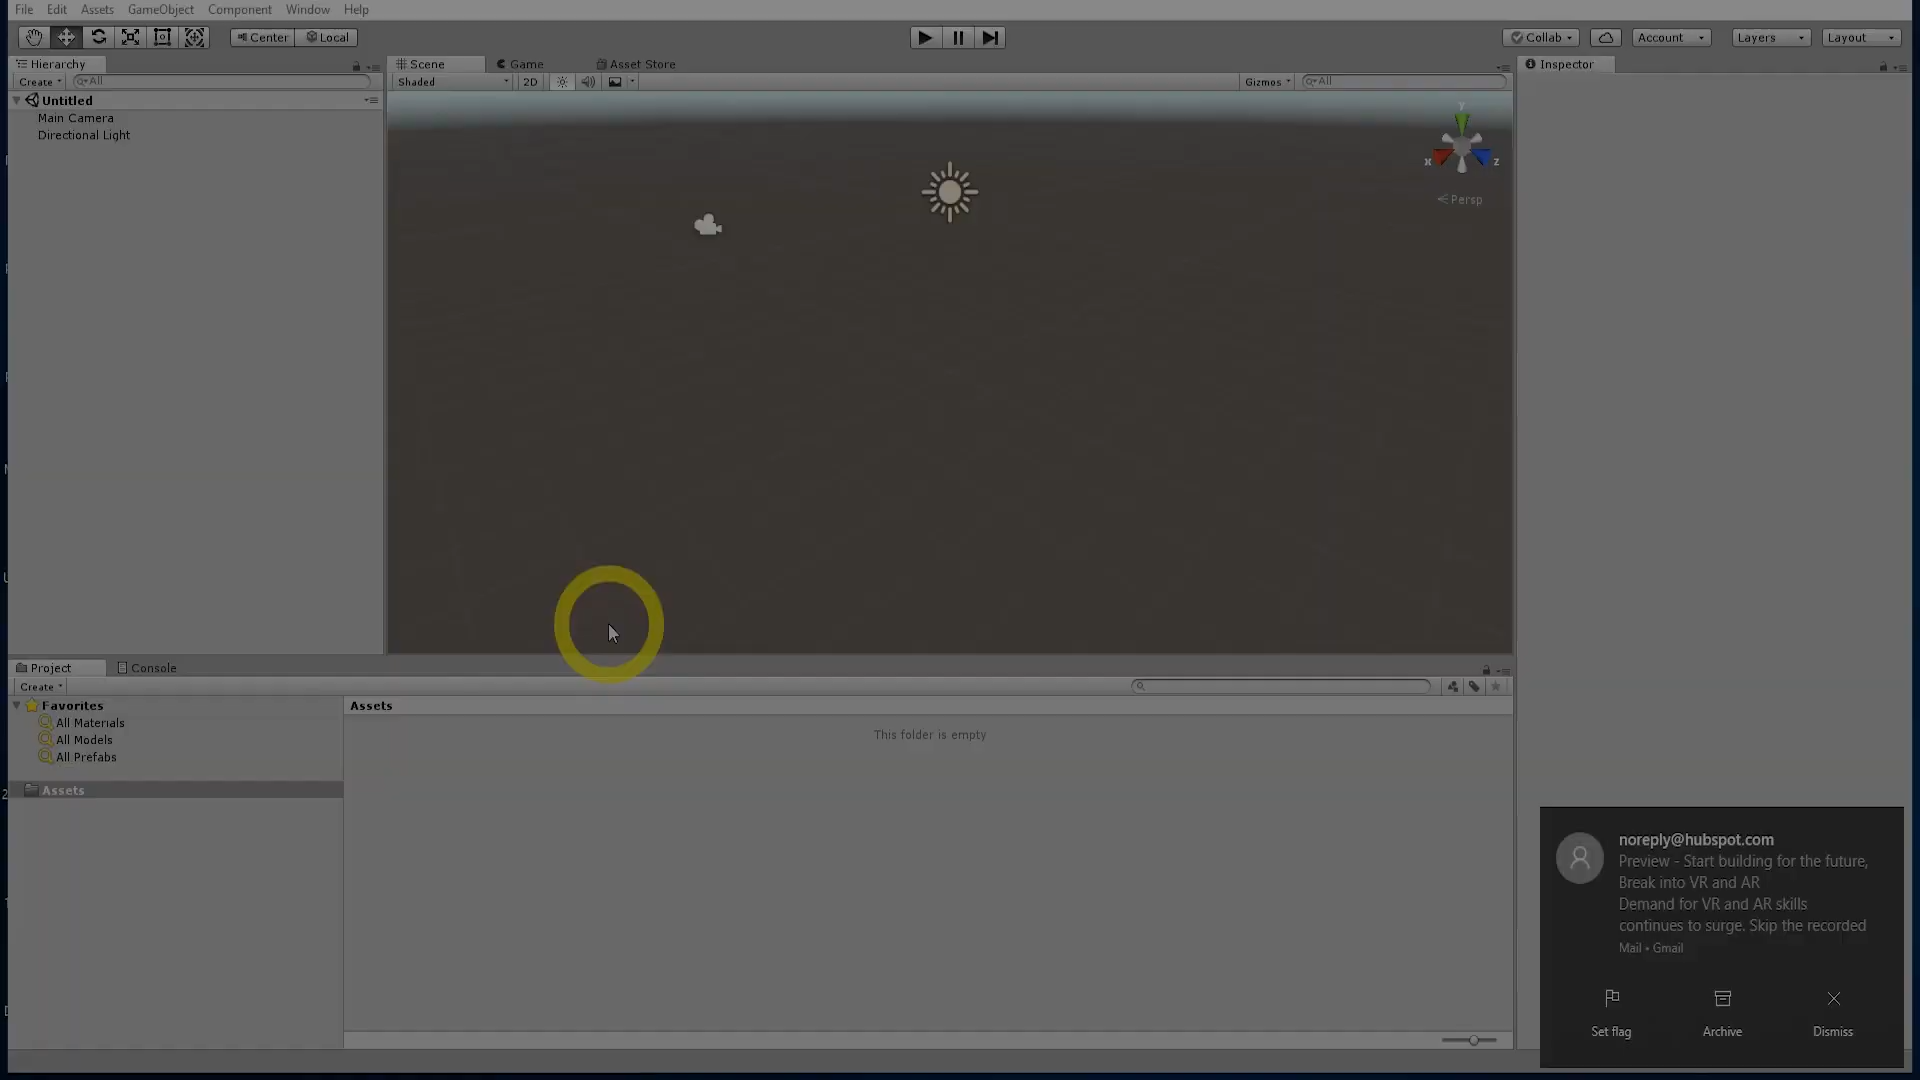 File Edit Assets GameObject Component Window Help
Center Local
Collab Account Layers Layout
Hierarchy
Create All
Untitled
Main Camera
Directional Light
Scene Game Asset Store
Shaded 2D Gizmos All
y
x z
Persp
Inspector
Project Console
Create
Favorites
All Materials
All Models
All Prefabs
Assets
Assets
This folder is empty
noreply@hubspot.com
Preview - Start building for the future,
Break into VR and AR
Demand for VR and AR skills
continues to surge. Skip the recorded
Mail • Gmail
Set flag Archive Dismiss